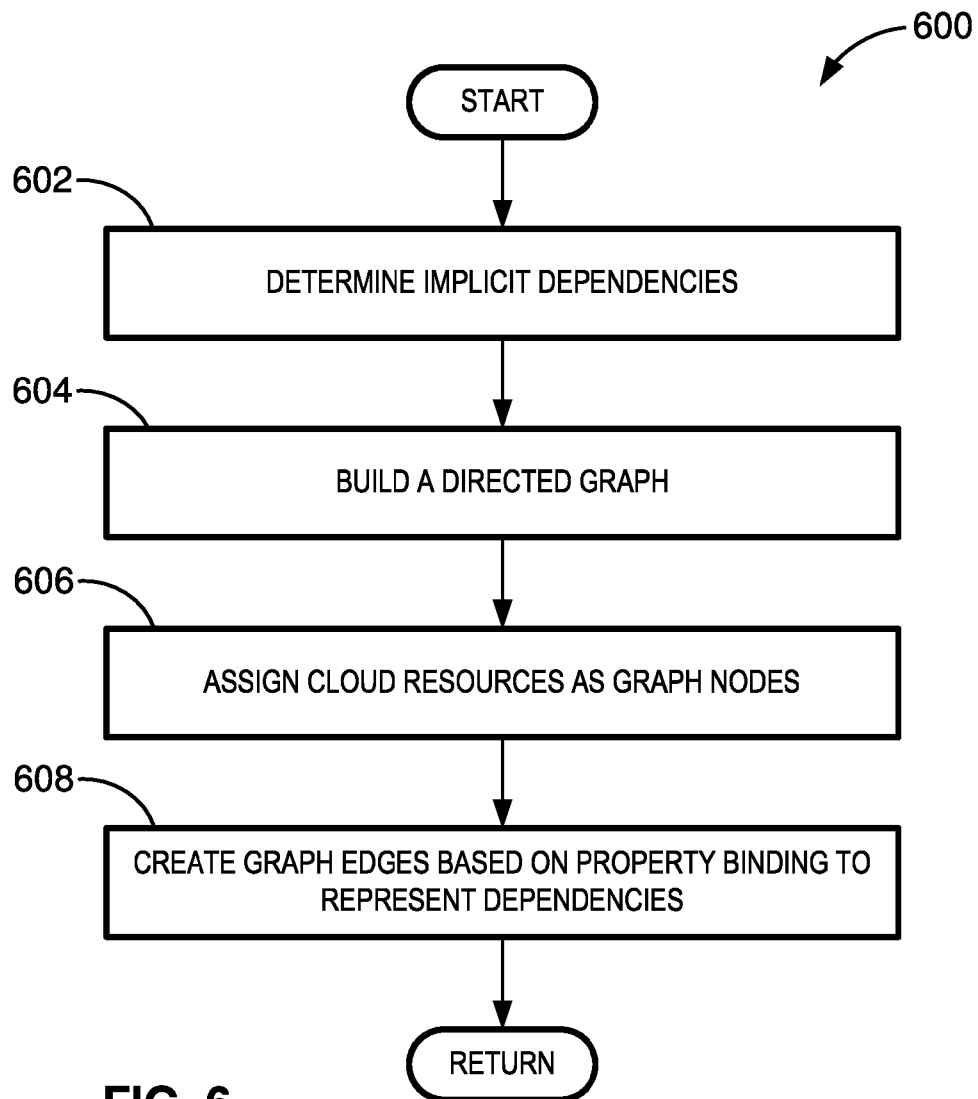 600
START
602
DETERMINE IMPLICIT DEPENDENCIES
604
BUILD A DIRECTED GRAPH
606
ASSIGN CLOUD RESOURCES AS GRAPH NODES
608
CREATE GRAPH EDGES BASED ON PROPERTY BINDING TO
REPRESENT DEPENDENCIES
RETURN
FIG. 6